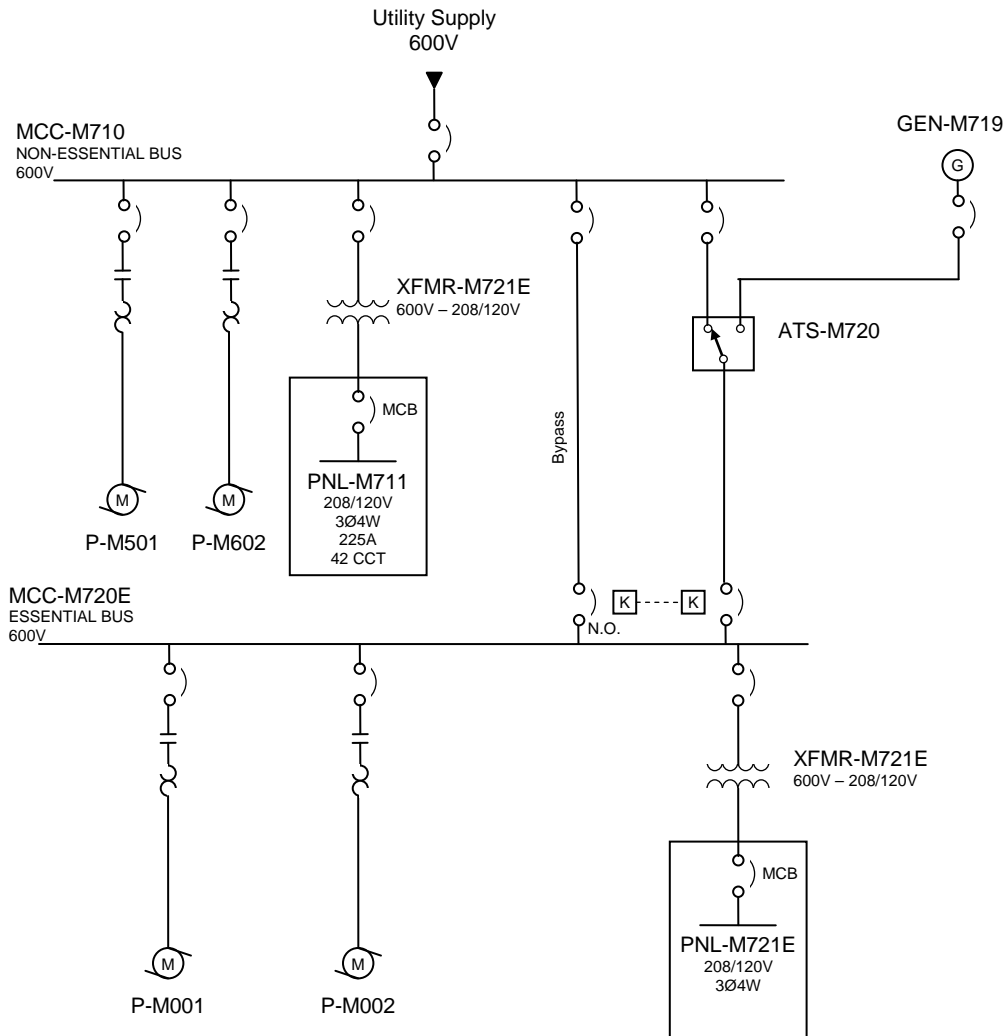 Utility Supply
600V
MCC-M710
NON-ESSENTIAL BUS
600V
GEN-M719
G
XFMR-M721E
600V – 208/120V
ATS-M720
MCB
Bypass
PNL-M711
208/120V
3Ø4W
225A
42 CCT
M
M
P-M501
P-M602
MCC-M720E
ESSENTIAL BUS
600V
K
K
N.O.
XFMR-M721E
600V – 208/120V
MCB
PNL-M721E
208/120V
3Ø4W
M
M
P-M001
P-M002